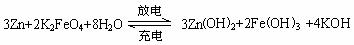 3Zn+2K₂FeO₄+8H₂O ⇌ 3Zn(OH)₂+2Fe(OH)₃ +4KOH
放电
充电